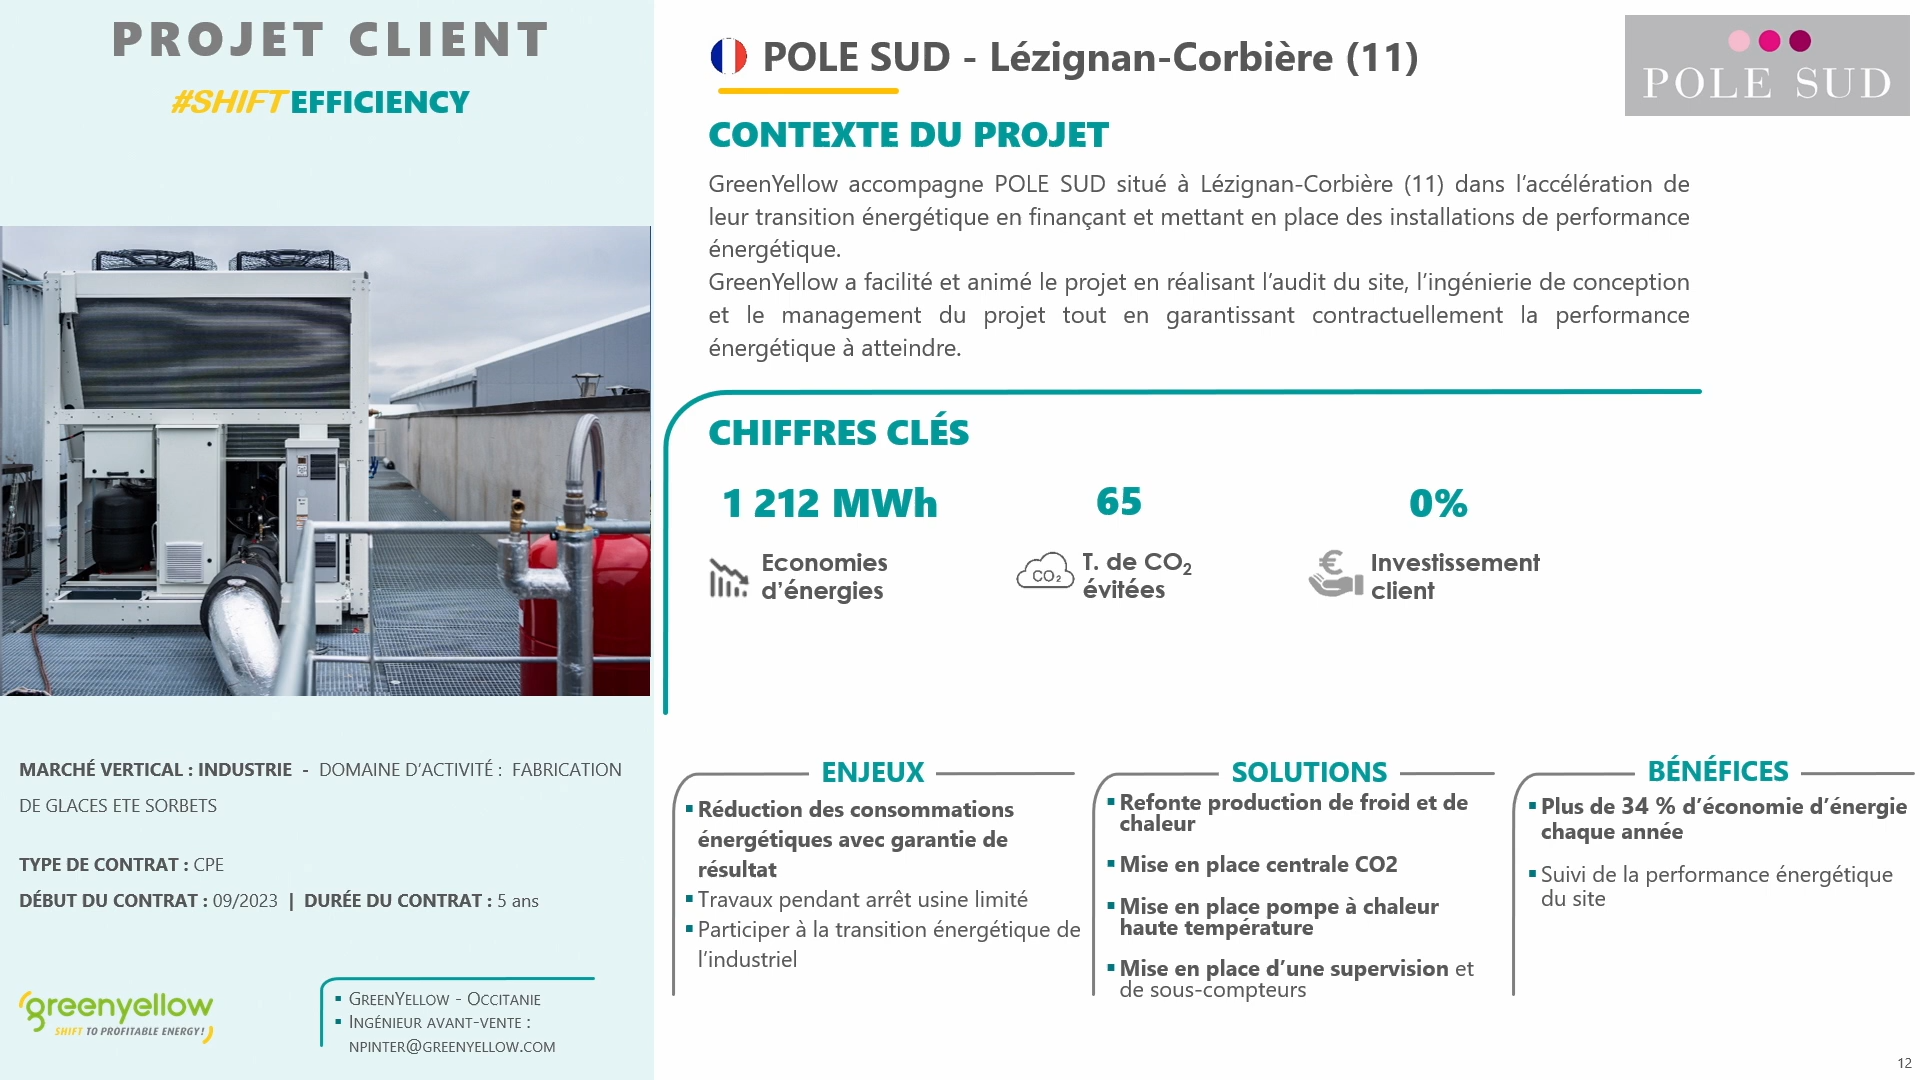 PROJET CLIENT
#SHIFT EFFICIENCY
MARCHÉ VERTICAL : INDUSTRIE - DOMAINE D’ACTIVITÉ : FABRICATION
DE GLACES ETE SORBETS
TYPE DE CONTRAT : CPE
DÉBUT DU CONTRAT : 09/2023 | DURÉE DU CONTRAT : 5 ans
greenyellow
SHIFT TO PROFITABLE ENERGY!
▪ GREENYELLOW - OCCITANIE
▪ INGÉNIEUR AVANT-VENTE :
NPINTER@GREENYELLOW.COM
POLE SUD - Lézignan-Corbière (11)
POLE SUD
CONTEXTE DU PROJET
GreenYellow accompagne POLE SUD situé à Lézignan-Corbière (11) dans l’accélération de
leur transition énergétique en finançant et mettant en place des installations de performance
énergétique.
GreenYellow a facilité et animé le projet en réalisant l’audit du site, l’ingénierie de conception
et le management du projet tout en garantissant contractuellement la performance
énergétique à atteindre.
CHIFFRES CLÉS
1 212 MWh
Economies
d’énergies
65
CO₂
T. de CO₂
évitées
0%
€
Investissement
client
ENJEUX
▪ Réduction des consommations
énergétiques avec garantie de
résultat
▪ Travaux pendant arrêt usine limité
▪ Participer à la transition énergétique de
l’industriel
SOLUTIONS
▪ Refonte production de froid et de
chaleur
▪ Mise en place centrale CO2
▪ Mise en place pompe à chaleur
haute température
▪ Mise en place d’une supervision et
de sous-compteurs
BÉNÉFICES
▪ Plus de 34 % d’économie d’énergie
chaque année
▪ Suivi de la performance énergétique
du site
12